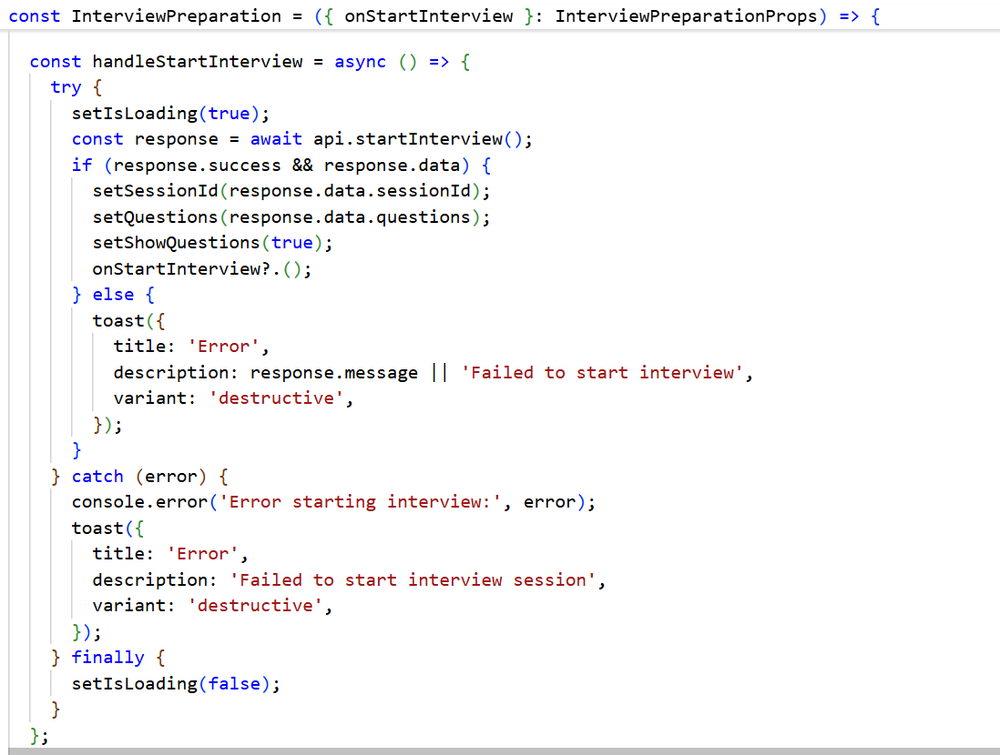 const InterviewPreparation = ({ onStartInterview }: InterviewPreparationProps) => {
const handleStartInterview = async () => {
try {
setIsLoading(true);
const response = await api.startInterview();
if (response.success && response.data) {
setSessionId(response.data.sessionId);
setQuestions(response.data.questions);
setShowQuestions(true);
onStartInterview?.();
} else {
toast({
title: 'Error',
description: response.message || 'Failed to start interview',
variant: 'destructive',
});
}
} catch (error) {
console.error('Error starting interview:', error);
toast({
title: 'Error',
description: 'Failed to start interview session',
variant: 'destructive',
});
} finally {
setIsLoading(false);
}
};